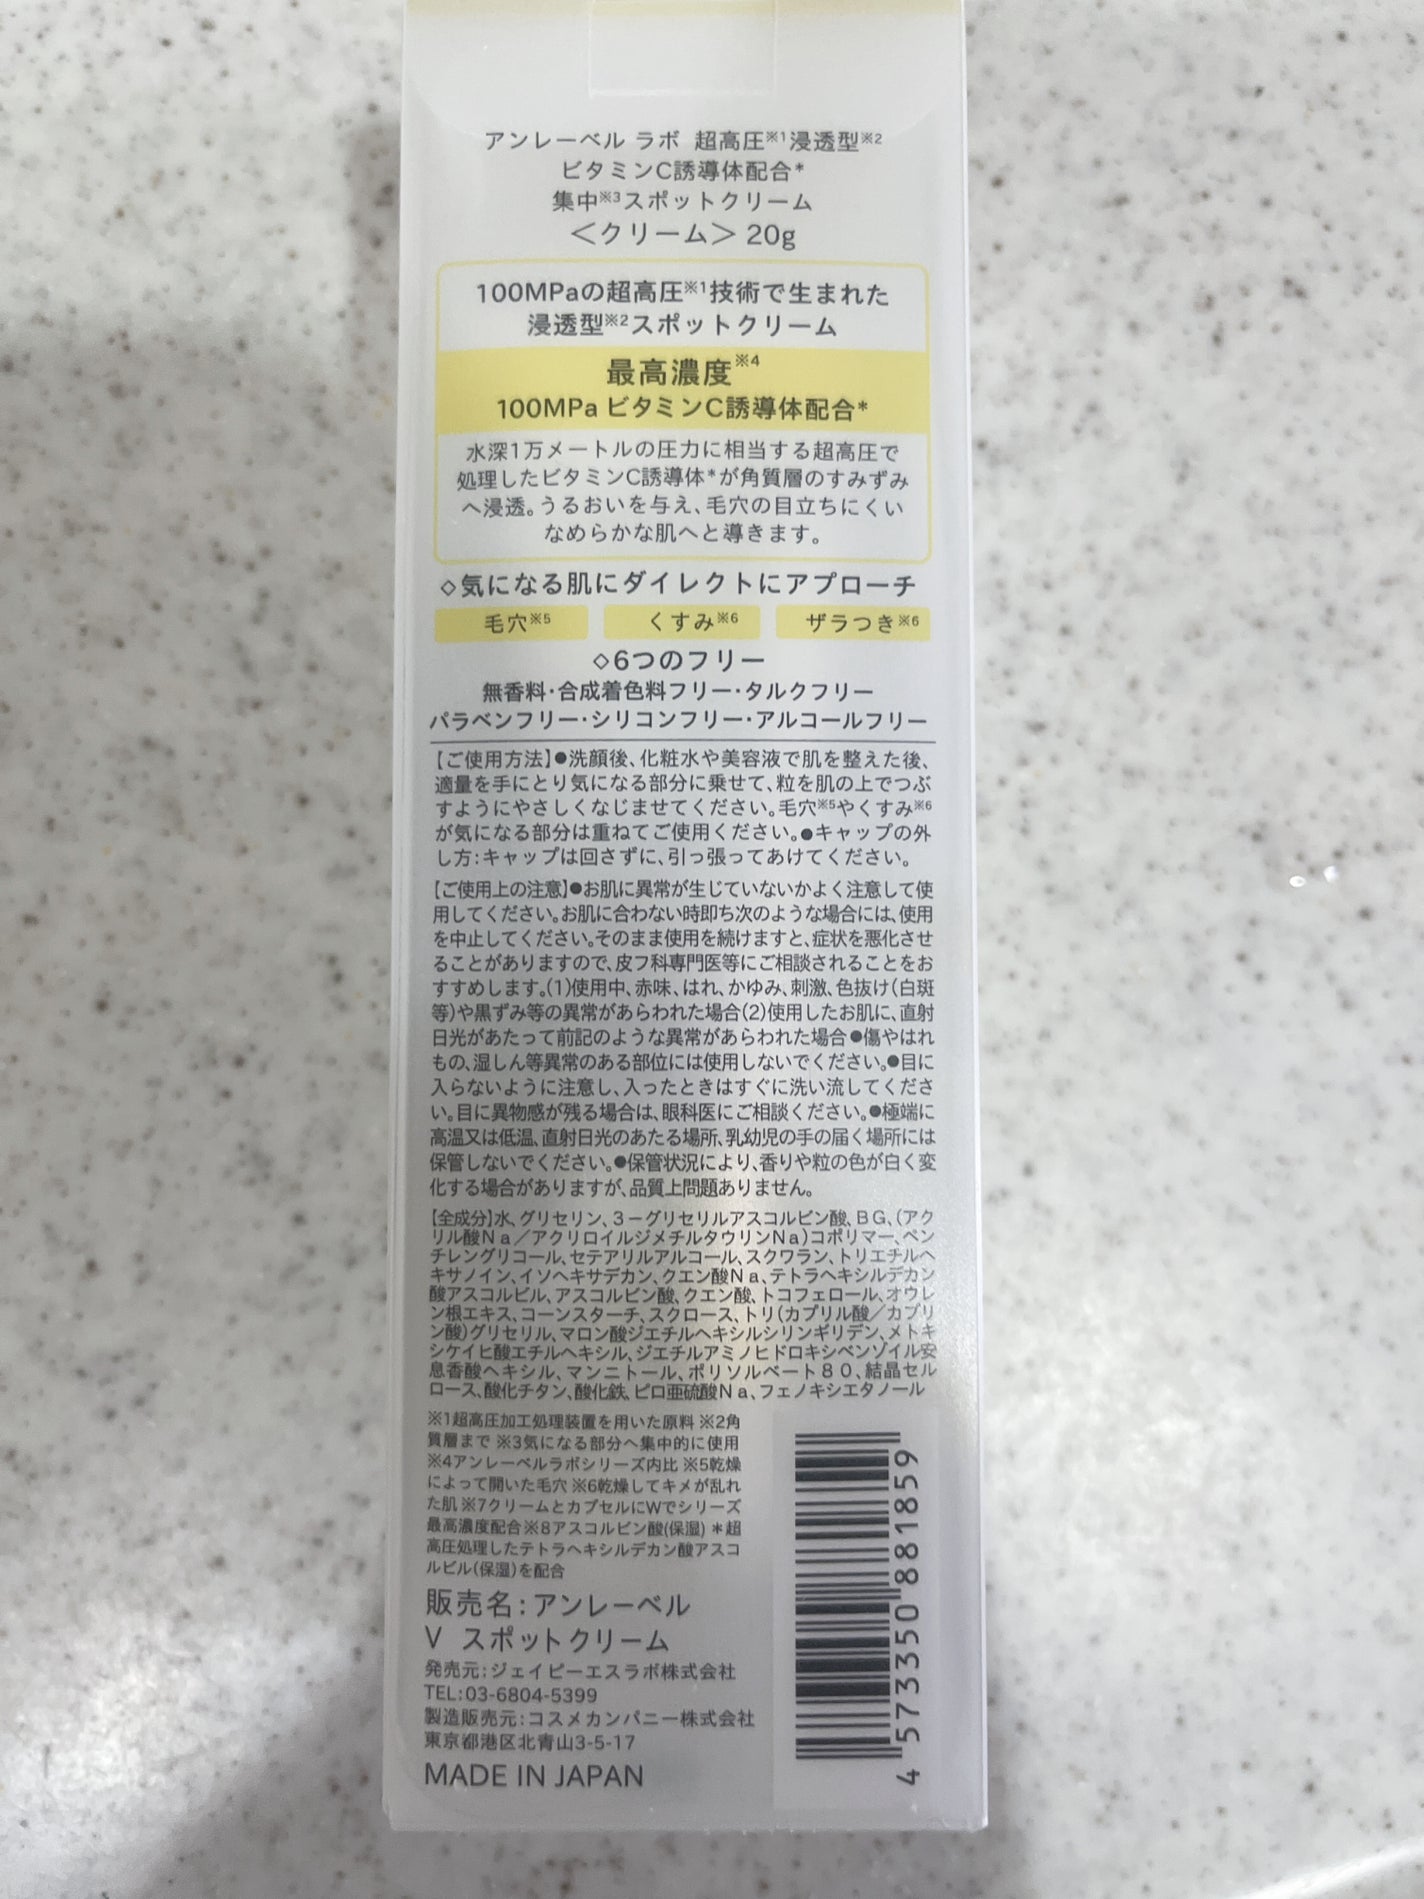 アンレーベル ラボ 超高圧※1浸透型※2
ビタミンC誘導体配合*
集中※3スポットクリーム
＜クリーム＞ 20g
100MPaの超高圧※1技術で生まれた
浸透型※2スポットクリーム
最高濃度※4
100MPa ビタミンC誘導体配合*
水深1万メートルの圧力に相当する超高圧で
処理したビタミンC誘導体*が角質層のすみずみ
へ浸透。うるおいを与え、毛穴の目立ちにくい
なめらかな肌へと導きます。
◇気になる肌にダイレクトにアプローチ
毛穴※5 くすみ※6 ザラつき※6
◇6つのフリー
無香料・合成着色料フリー・タルクフリー
パラベンフリー・シリコンフリー・アルコールフリー
【ご使用方法】●洗顔後、化粧水や美容液で肌を整えた後、
適量を手にとり気になる部分に乗せて、粒を肌の上でつぶ
すようにやさしくなじませてください。毛穴※5やくすみ※6
が気になる部分は重ねてご使用ください。●キャップの外
し方：キャップは回さずに、引っ張ってあけてください。
【ご使用上の注意】●お肌に異常が生じていないかよく注意して使
用してください。お肌に合わない時即ち次のような場合には、使用
を中止してください。そのまま使用を続けますと、症状を悪化させ
ることがありますので、皮フ科専門医等にご相談されることをお
すすめします。(1)使用中、赤味、はれ、かゆみ、刺激、色抜け(白斑
等)や黒ずみ等の異常があらわれた場合(2)使用したお肌に、直射
日光があたって前記のような異常があらわれた場合●傷やはれ
もの、湿しん等異常のある部位には使用しないでください。●目に
入らないように注意し、入ったときはすぐに洗い流してくださ
い。目に異物感が残る場合は、眼科医にご相談ください。●極端に
高温又は低温、直射日光のあたる場所、乳幼児の手の届く場所には
保管しないでください。●保管状況により、香りや粒の色が白く変
化する場合がありますが、品質上問題ありません。
【全成分】水、グリセリン、３－グリセリルアスコルビン酸、ＢＧ、（アク
リル酸Ｎａ／アクリロイルジメチルタウリンＮａ）コポリマー、ペン
チレングリコール、セテアリルアルコール、スクワラン、トリエチルヘ
キサノイン、イソヘキサデカン、クエン酸Ｎａ、テトラヘキシルデカン
酸アスコルビル、アスコルビン酸、クエン酸、トコフェロール、オウレ
ン根エキス、コーンスターチ、スクロース、トリ（カプリル酸／カプリ
ン酸）グリセリル、マロン酸ジエチルヘキシルシリンギリデン、メトキ
シケイヒ酸エチルヘキシル、ジエチルアミノヒドロキシベンゾイル安
息香酸ヘキシル、マンニトール、ポリソルベート８０、結晶セル
ロース、酸化チタン、酸化鉄、ピロ亜硫酸Ｎａ、フェノキシエタノール
※1超高圧加工処理装置を用いた原料 ※2角
質層まで ※3気になる部分へ集中的に使用
※4アンレーベルラボシリーズ内比 ※5乾燥
によって開いた毛穴 ※6乾燥してキメが乱れ
た肌 ※7クリームとカプセルにWでシリーズ
最高濃度配合※8アスコルビン酸(保湿) ＊超
高圧処理したテトラヘキシルデカン酸アスコ
ルビル(保湿)を配合
販売名：アンレーベル
V スポットクリーム
発売元：ジェイピーエスラボ株式会社
TEL：03-6804-5399
製造販売元：コスメカンパニー株式会社
東京都港区北青山3-5-17
MADE IN JAPAN
4 573350 881859